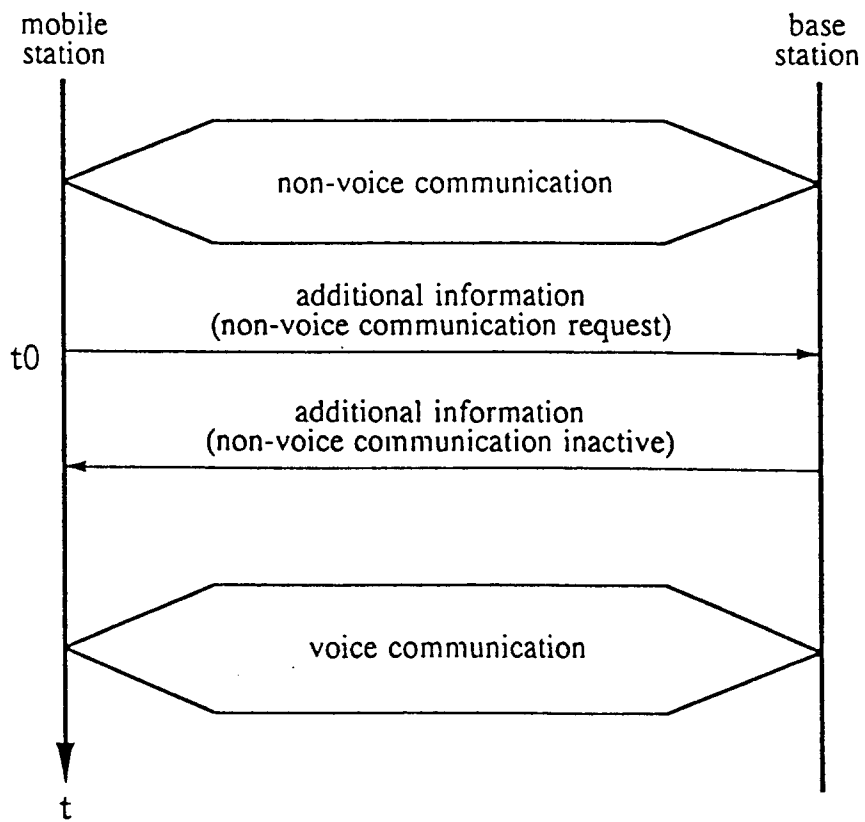 mobile
station
base
station
non-voice communication
additional information
(non-voice communication request)
t0
additional information
(non-voice communication inactive)
voice communication
t